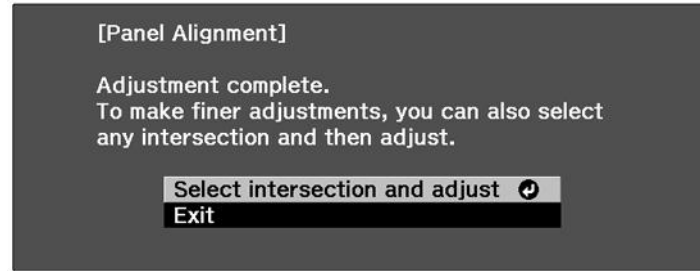 [Panel Alignment]
Adjustment complete.
To make finer adjustments, you can also select
any intersection and then adjust.
Select intersection and adjust
Exit